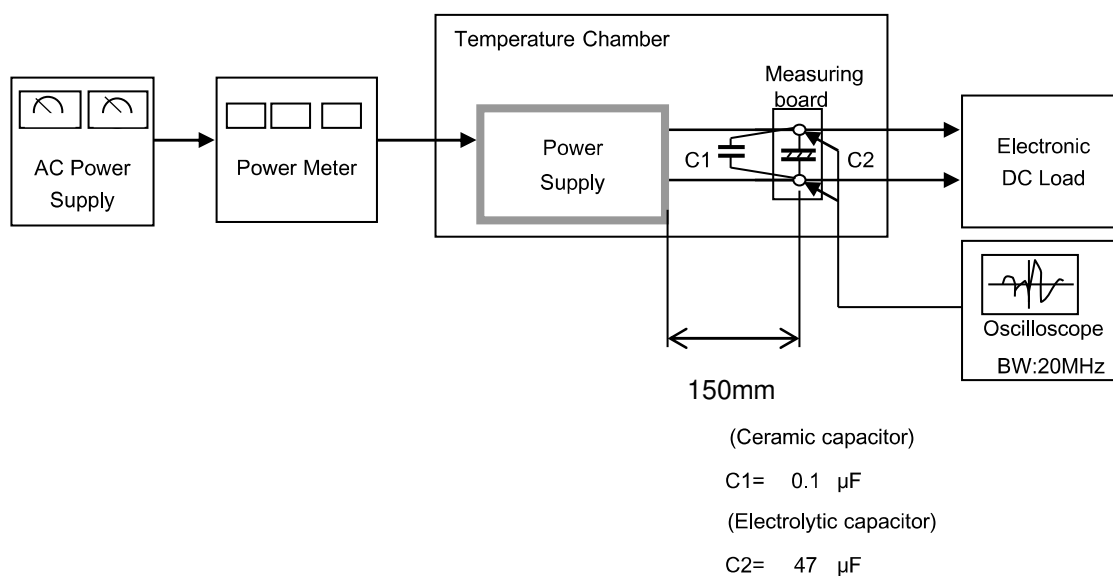 Temperature Chamber
Measuring
board
AC Power
Supply
Power Meter
Power
Supply
C1
C2
Electronic
DC Load
Oscilloscope
BW:20MHz
150mm
(Ceramic capacitor)
C1= 0.1 µF
(Electrolytic capacitor)
C2= 47 µF